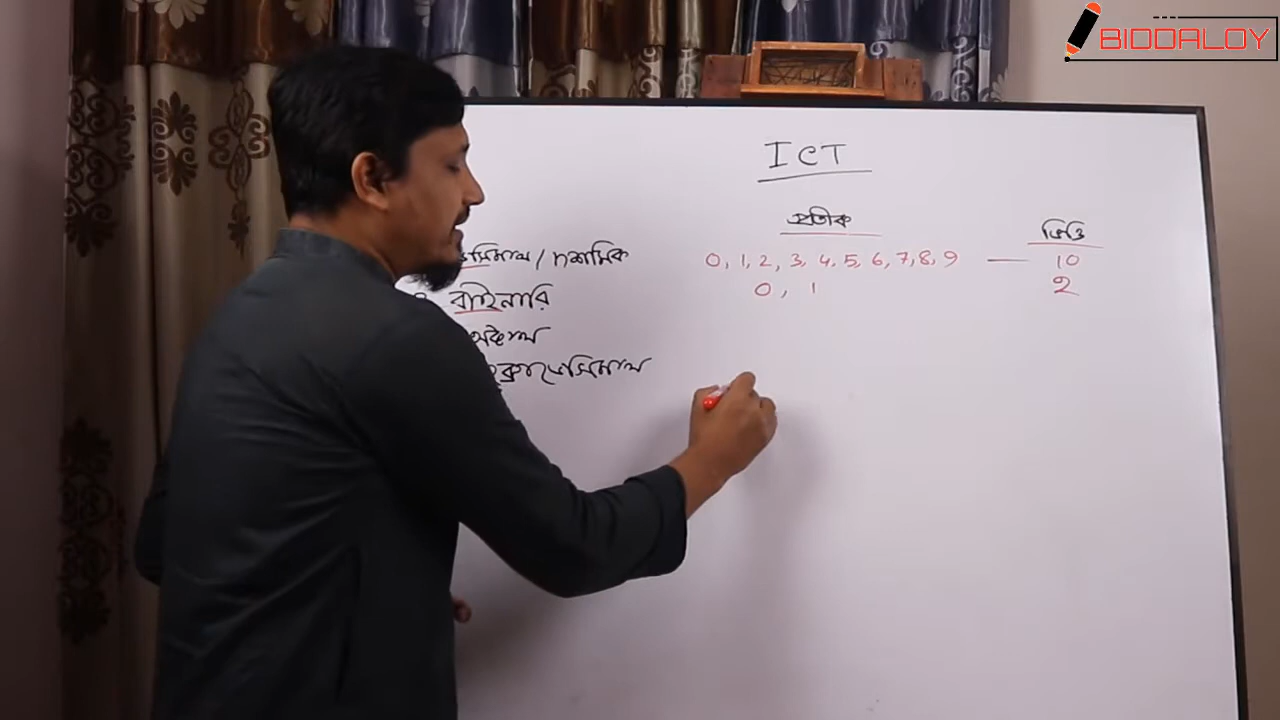 BIDDALOY
ICT
প্রতীক ভিত্তি
ডেসিমাল / দশমিক 0, 1, 2, 3, 4, 5, 6, 7, 8, 9 — 10
বাইনারি 0, 1 2
অক্টাল